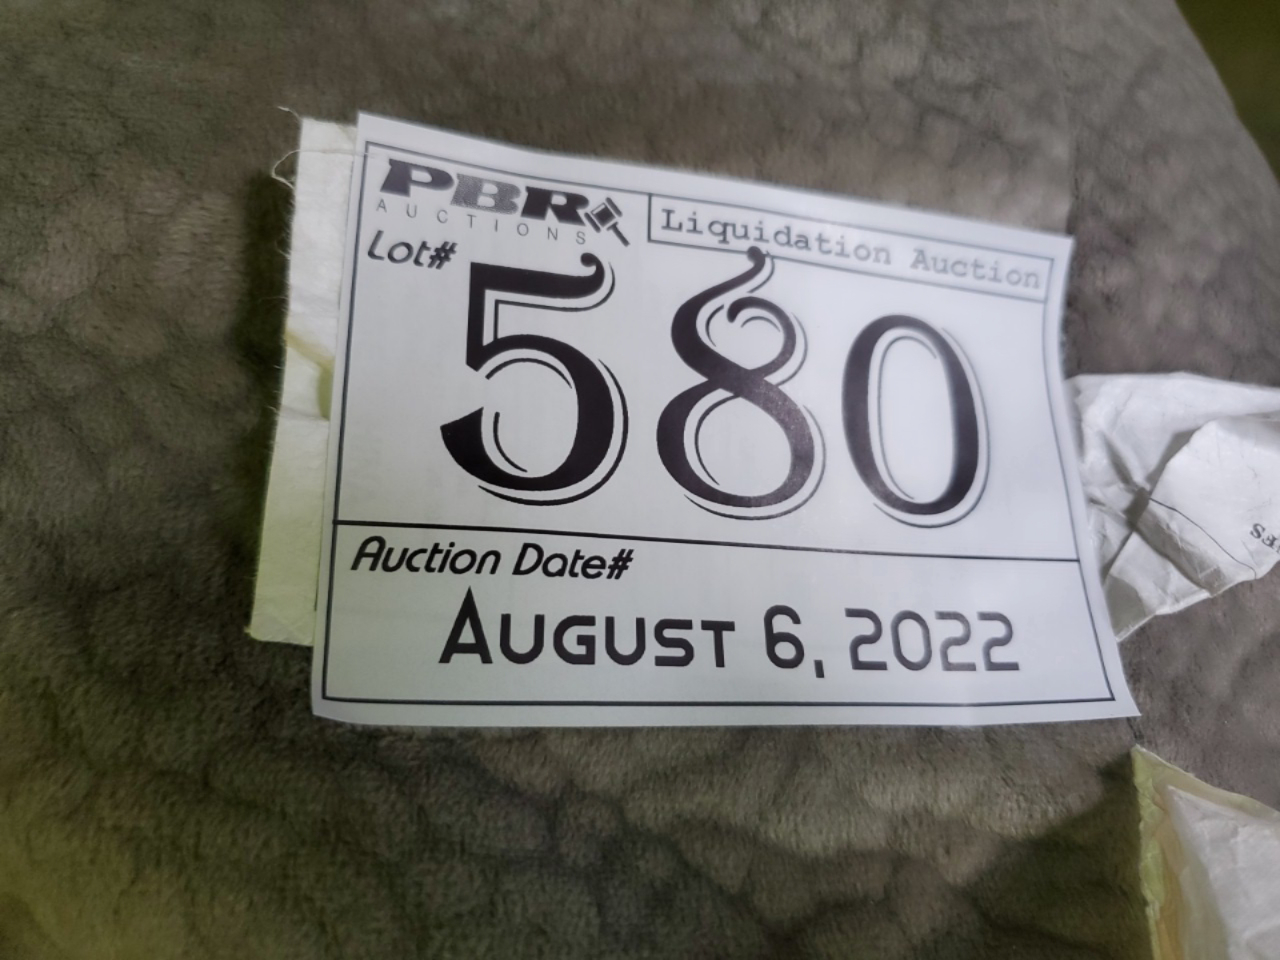 PBR
AUCTIONS
Liquidation Auction
Lot#
580
Auction Date#
August 6, 2022